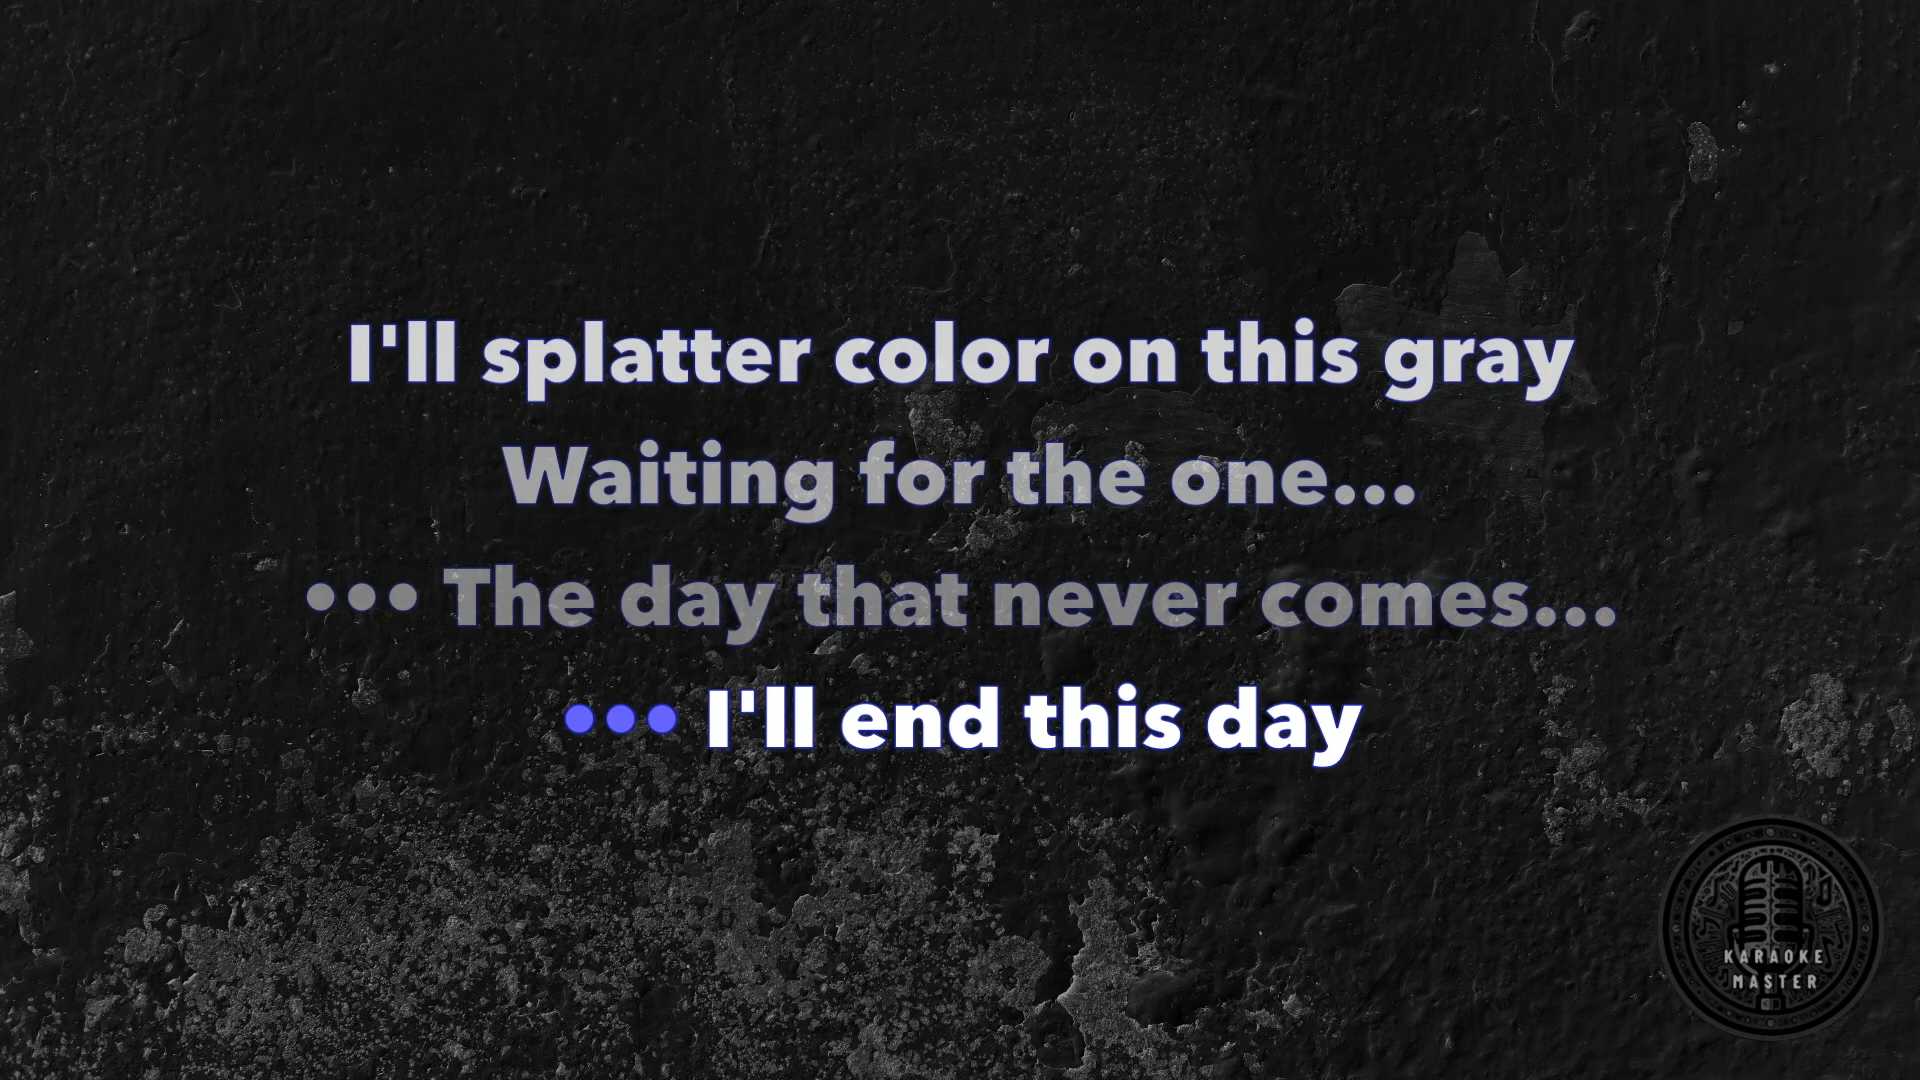 I'll splatter color on this gray
Waiting for the one...
••• The day that never comes...
••• I'll end this day
KARAOKE
MASTER